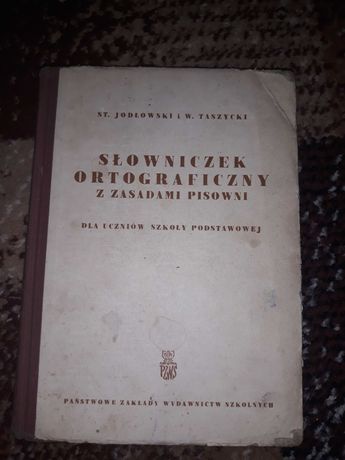 ST. JODŁOWSKI i W. TASZYCKI
SŁOWNICZEK
ORTOGRAFICZNY
Z ZASADAMI PISOWNI
DLA UCZNIÓW SZKOŁY PODSTAWOWEJ
PZWS
PAŃSTWOWE ZAKŁADY WYDAWNICTW SZKOLNYCH